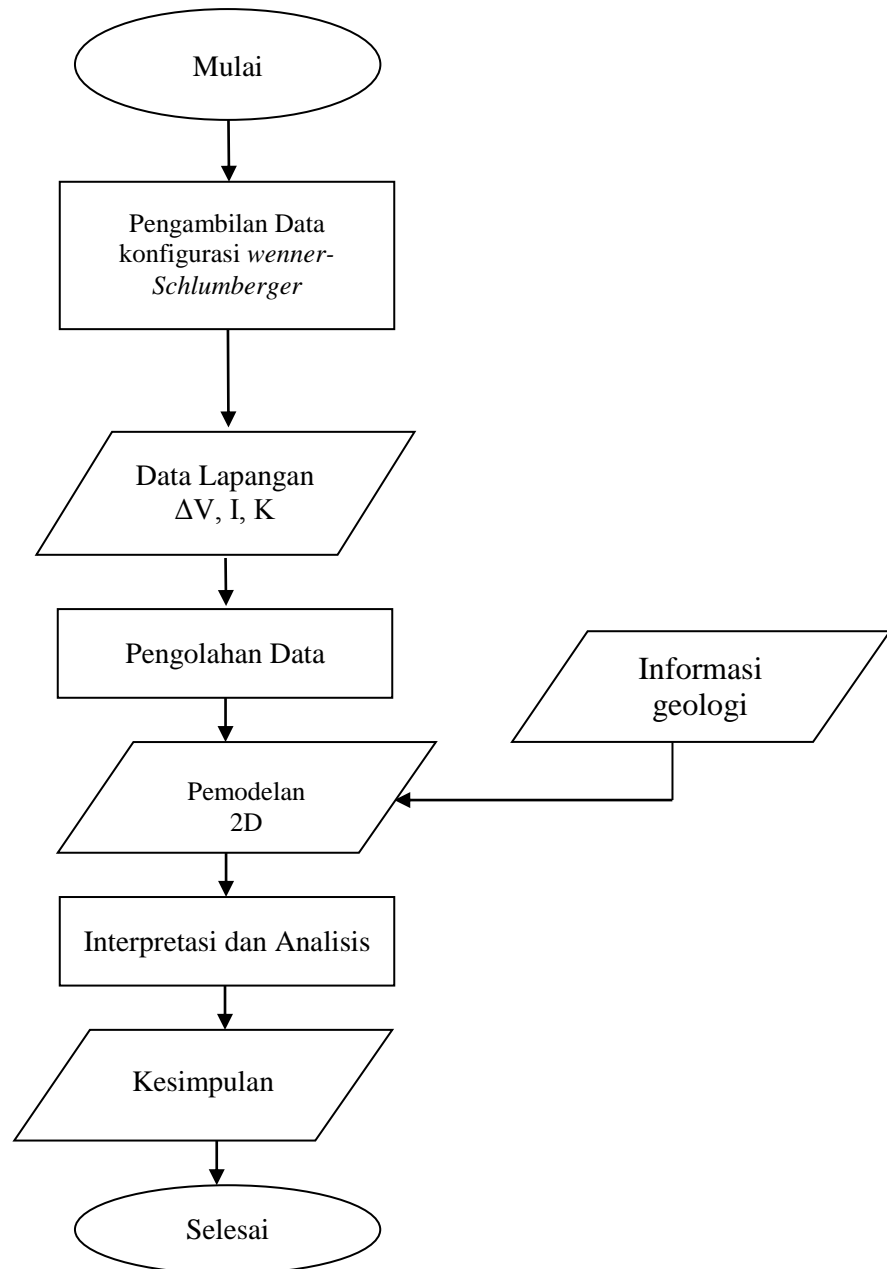 Mulai
Pengambilan Data
konfigurasi wenner-
Schlumberger
Data Lapangan
ΔV, I, K
Pengolahan Data
Informasi
geologi
Pemodelan
2D
Interpretasi dan Analisis
Kesimpulan
Selesai